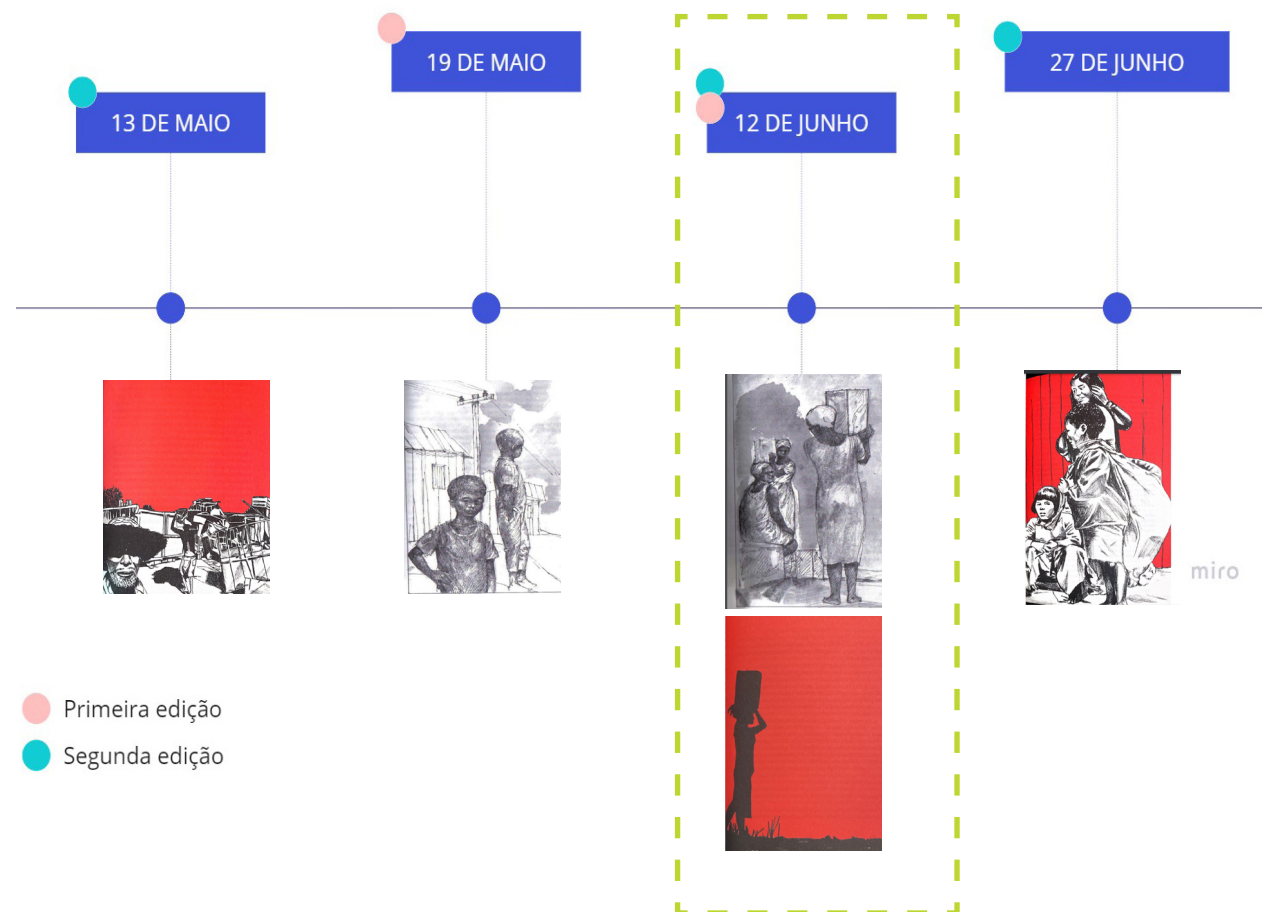 13 DE MAIO
19 DE MAIO
12 DE JUNHO
27 DE JUNHO
miro
Primeira edição
Segunda edição